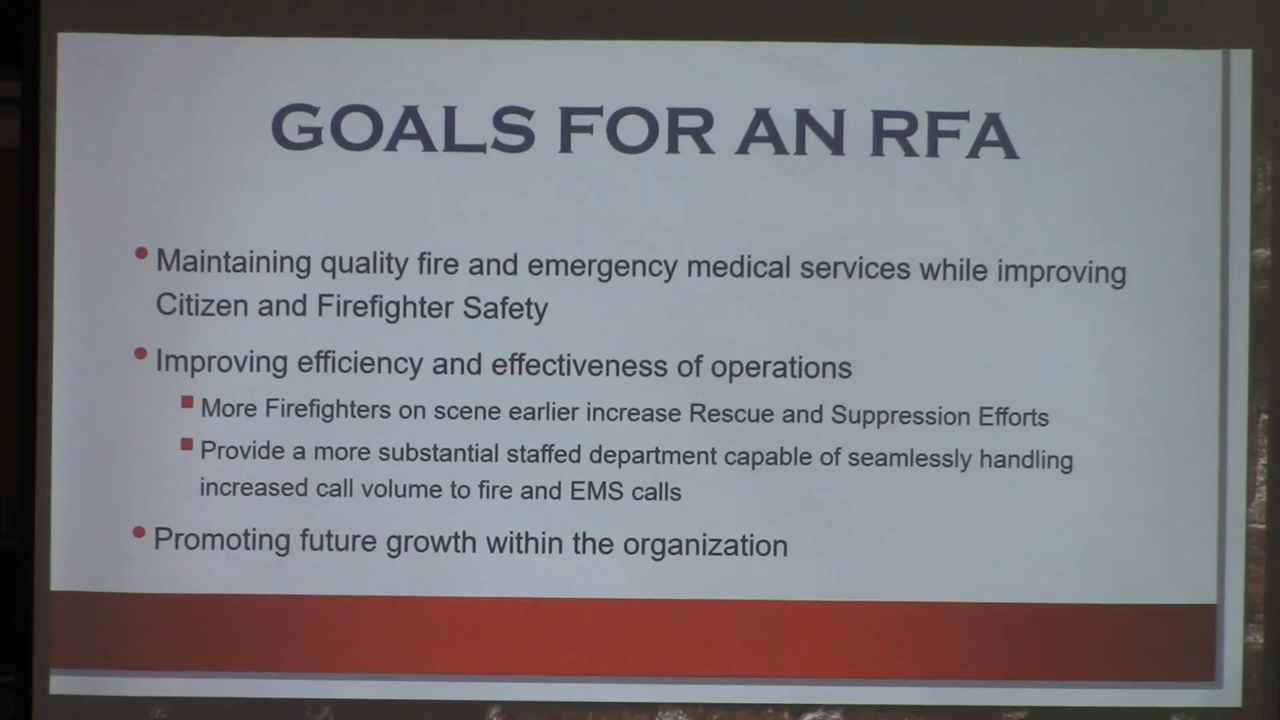 GOALS FOR AN RFA
Maintaining quality fire and emergency medical services while improving
Citizen and Firefighter Safety
Improving efficiency and effectiveness of operations
More Firefighters on scene earlier increase Rescue and Suppression Efforts
Provide a more substantial staffed department capable of seamlessly handling
increased call volume to fire and EMS calls
Promoting future growth within the organization